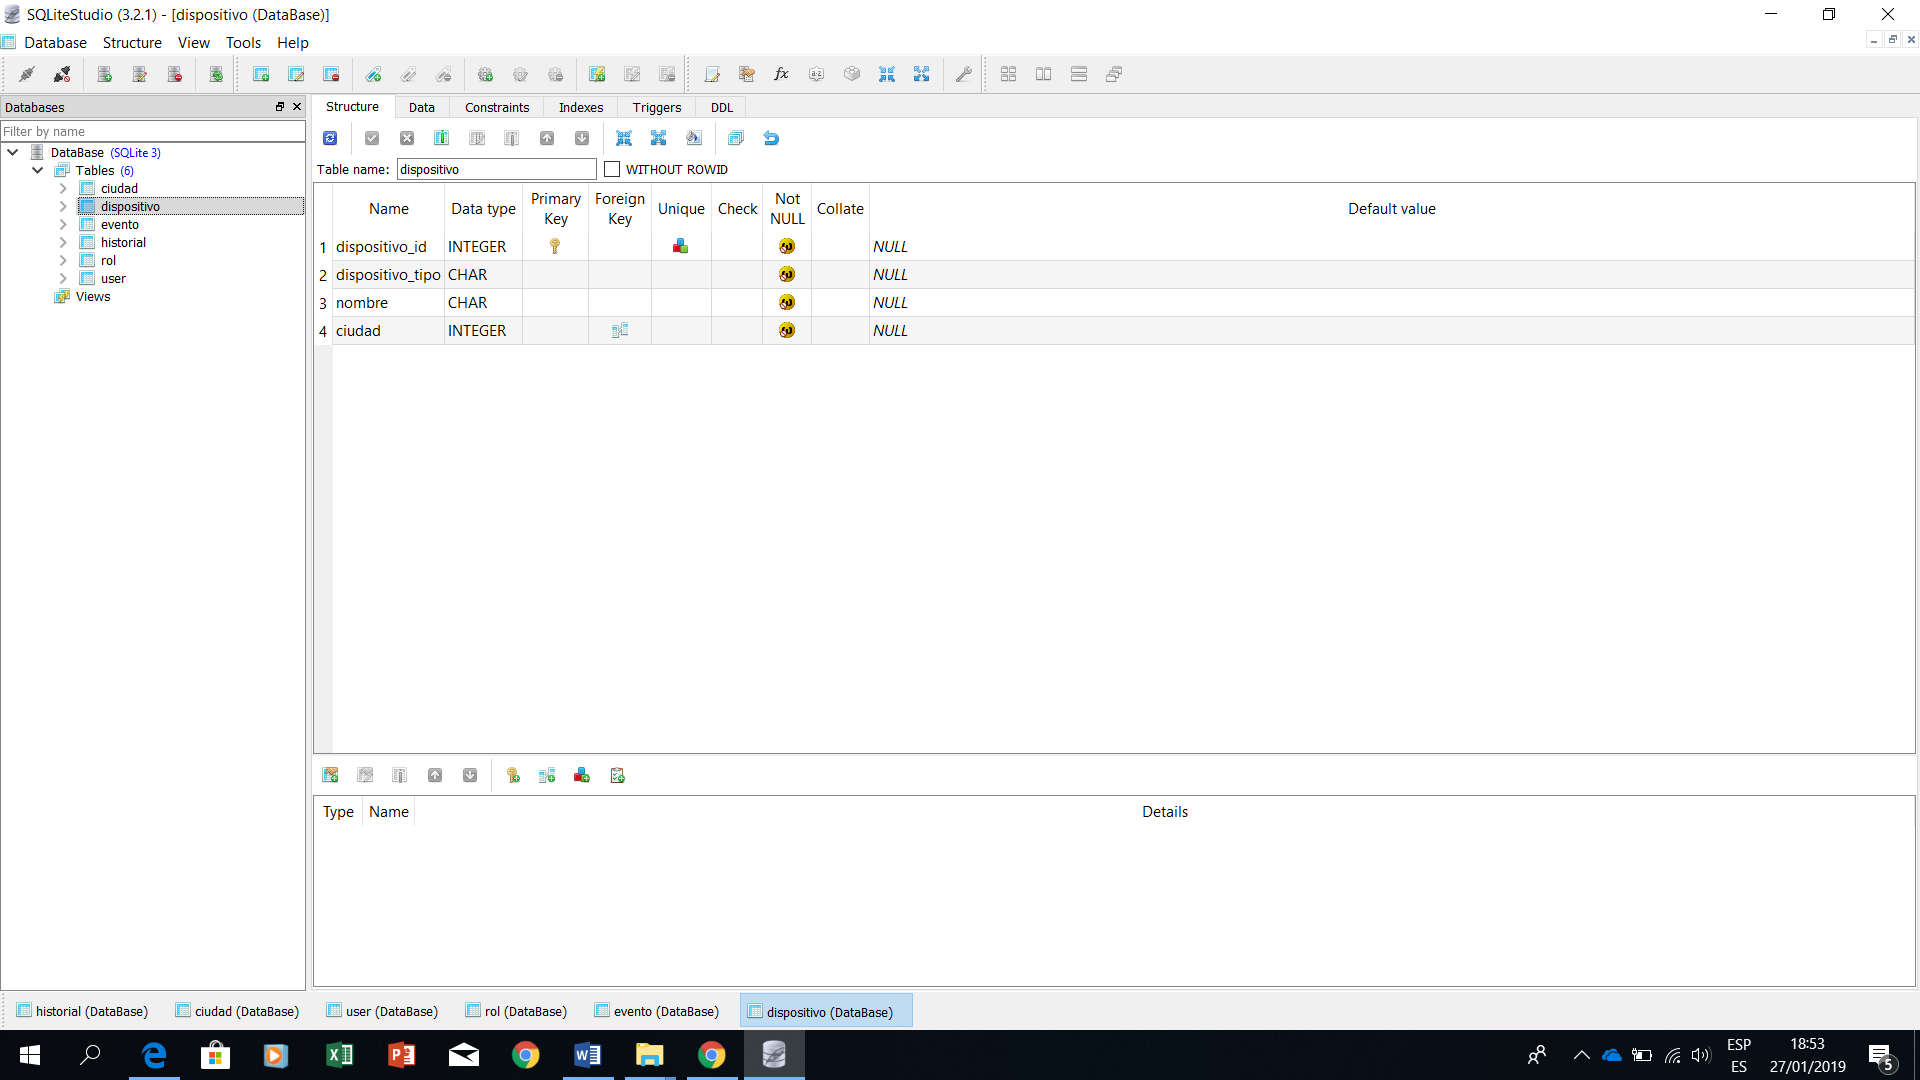 SQLiteStudio (3.2.1) - [dispositivo (DataBase)]
Database Structure View Tools Help
Databases
Structure Data Constraints Indexes Triggers DDL
Filter by name
DataBase (SQLite 3)
Tables (6)
ciudad
dispositivo
evento
historial
rol
user
Views
Table name: dispositivo WITHOUT ROWID
Name Data type Primary Key Foreign Key Unique Check Not NULL Collate Default value
1 dispositivo_id INTEGER NULL
2 dispositivo_tipo CHAR NULL
3 nombre CHAR NULL
4 ciudad INTEGER NULL
Type Name Details
historial (DataBase) ciudad (DataBase) user (DataBase) rol (DataBase) evento (DataBase) dispositivo (DataBase)
ESP
ES
18:53
27/01/2019
5